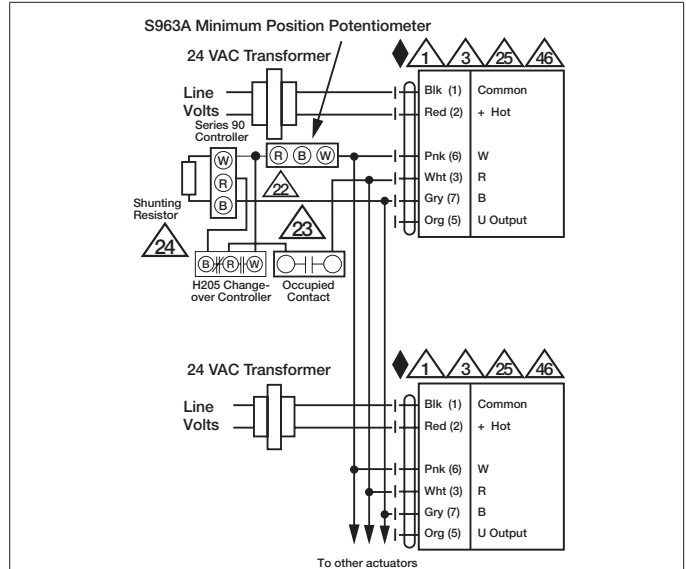 S963A Minimum Position Potentiometer
24 VAC Transformer
1 3 25 46
Line
Volts
Blk (1) Common
Red (2) + Hot
Series 90
Controller
W
R
B
R B W
Pnk (6) W
Wht (3) R
Gry (7) B
Org (5) U Output
22
Shunting
Resistor
24
23
B R W
H205 Change-
over Controller
Occupied
Contact
24 VAC Transformer
1 3 25 46
Line
Volts
Blk (1) Common
Red (2) + Hot
Pnk (6) W
Wht (3) R
Gry (7) B
Org (5) U Output
To other actuators